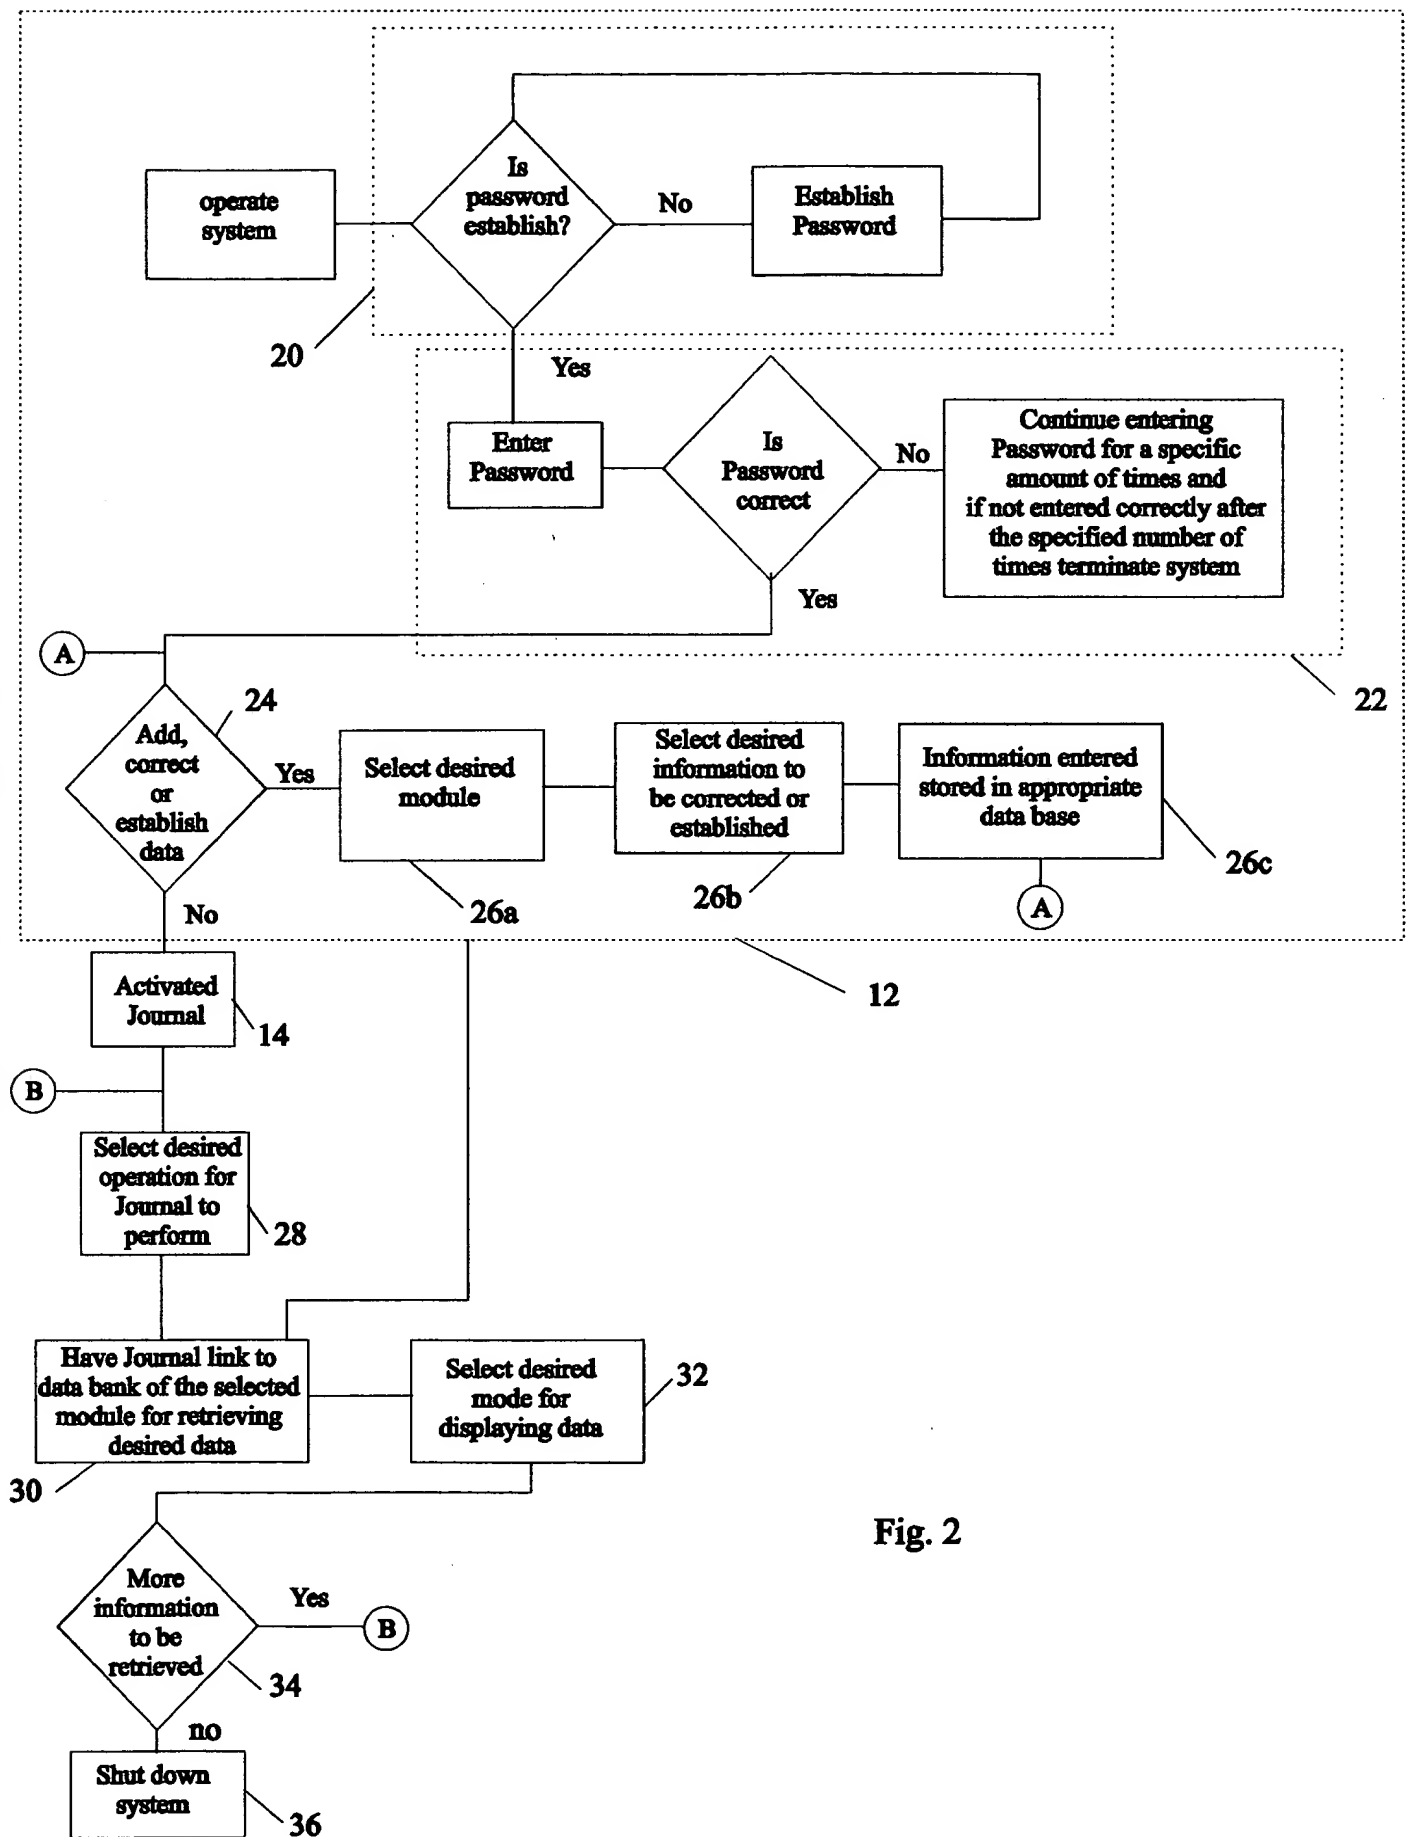 operate
system
Is
password
establish?
No
Establish
Password
20
Yes
Enter
Password
Is
Password
correct
No
Continue entering
Password for a specific
amount of times and
if not entered correctly after
the specified number of
times terminate system
Yes
22
A
24
Add,
correct
or
establish
data
Yes
Select desired
module
Select desired
information to
be corrected or
established
Information entered
stored in appropriate
data base
26a
26b
26c
A
No
12
Activated
Journal
14
B
Select desired
operation for
Journal to
perform
28
Have Journal link to
data bank of the selected
module for retrieving
desired data
30
Select desired
mode for
displaying data
32
Fig. 2
More
information
to be
retrieved
Yes
B
34
no
Shut down
system
36